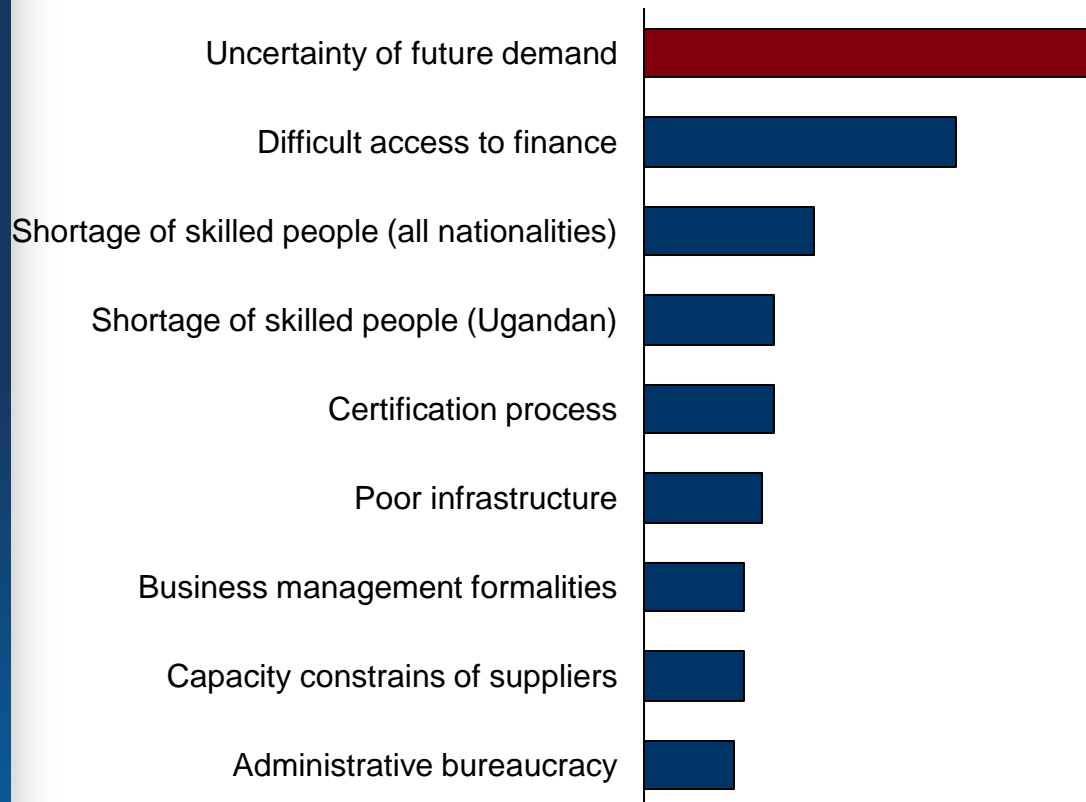 Uncertainty of future demand
Difficult access to finance
Shortage of skilled people (all nationalities)
Shortage of skilled people (Ugandan)
Certification process
Poor infrastructure
Business management formalities
Capacity constrains of suppliers
Administrative bureaucracy